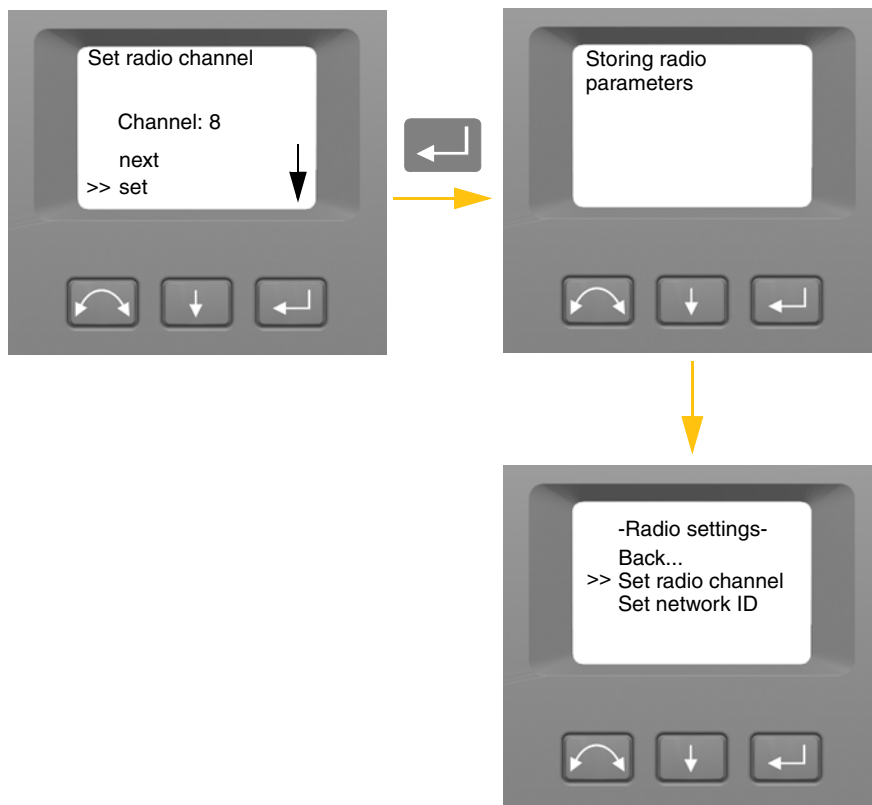 Set radio channel
Channel: 8
next
>> set
Storing radio
parameters
-Radio settings-
Back...
>> Set radio channel
Set network ID